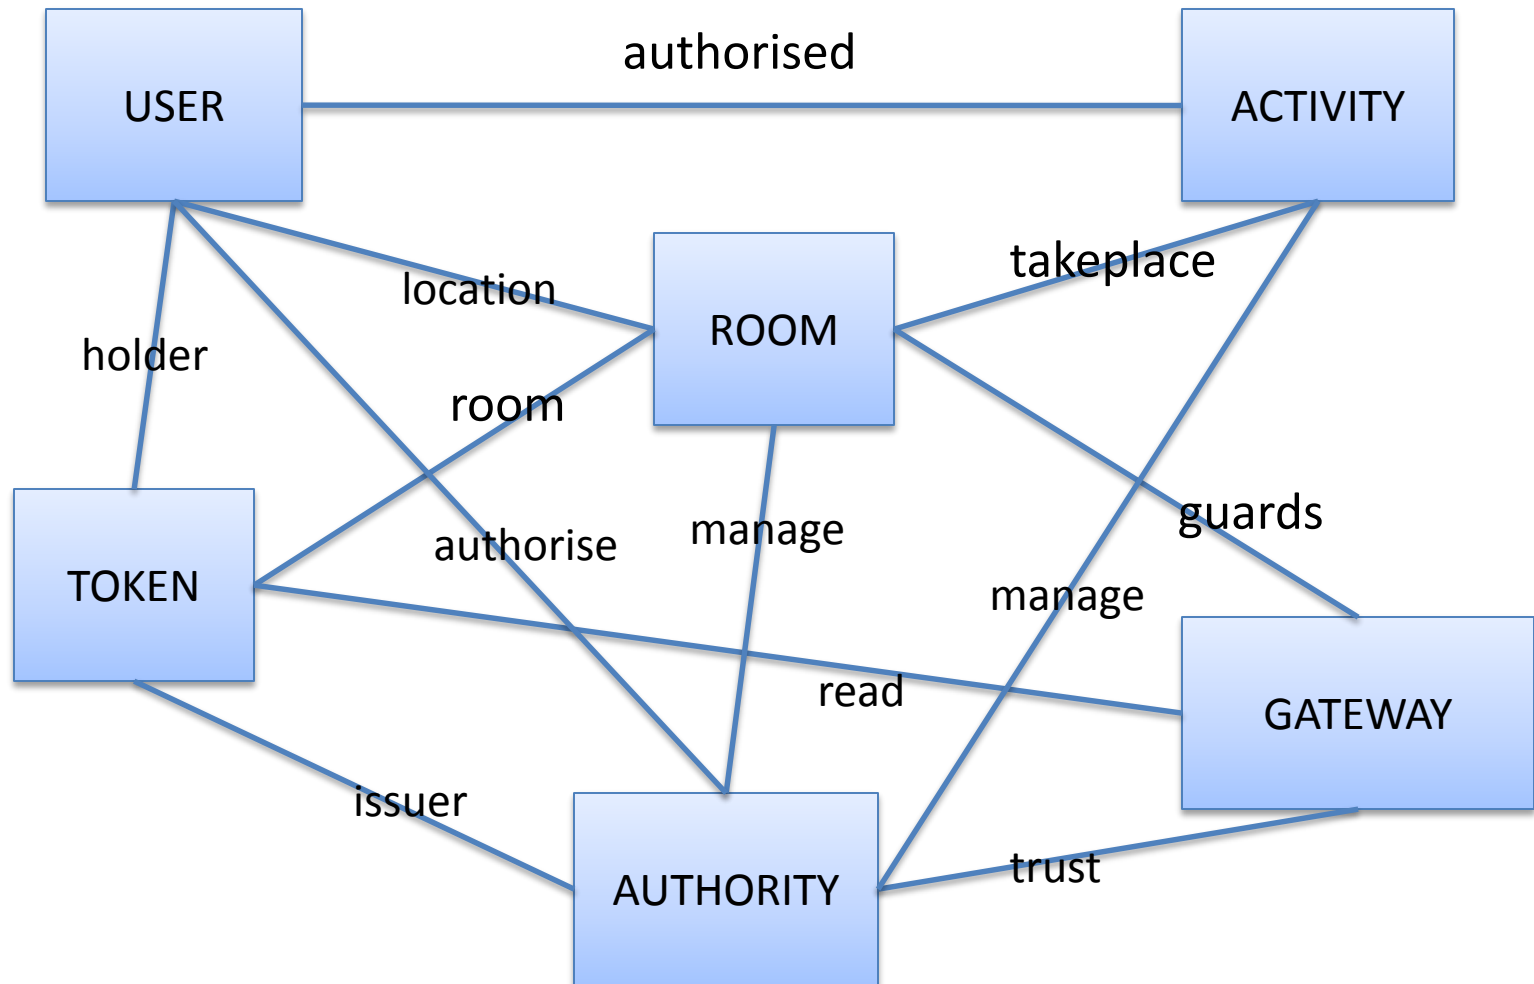 authorised
USER
ACTIVITY
takeplace
location
ROOM
holder
room
guards
manage
authorise
TOKEN
manage
read
GATEWAY
issuer
trust
AUTHORITY